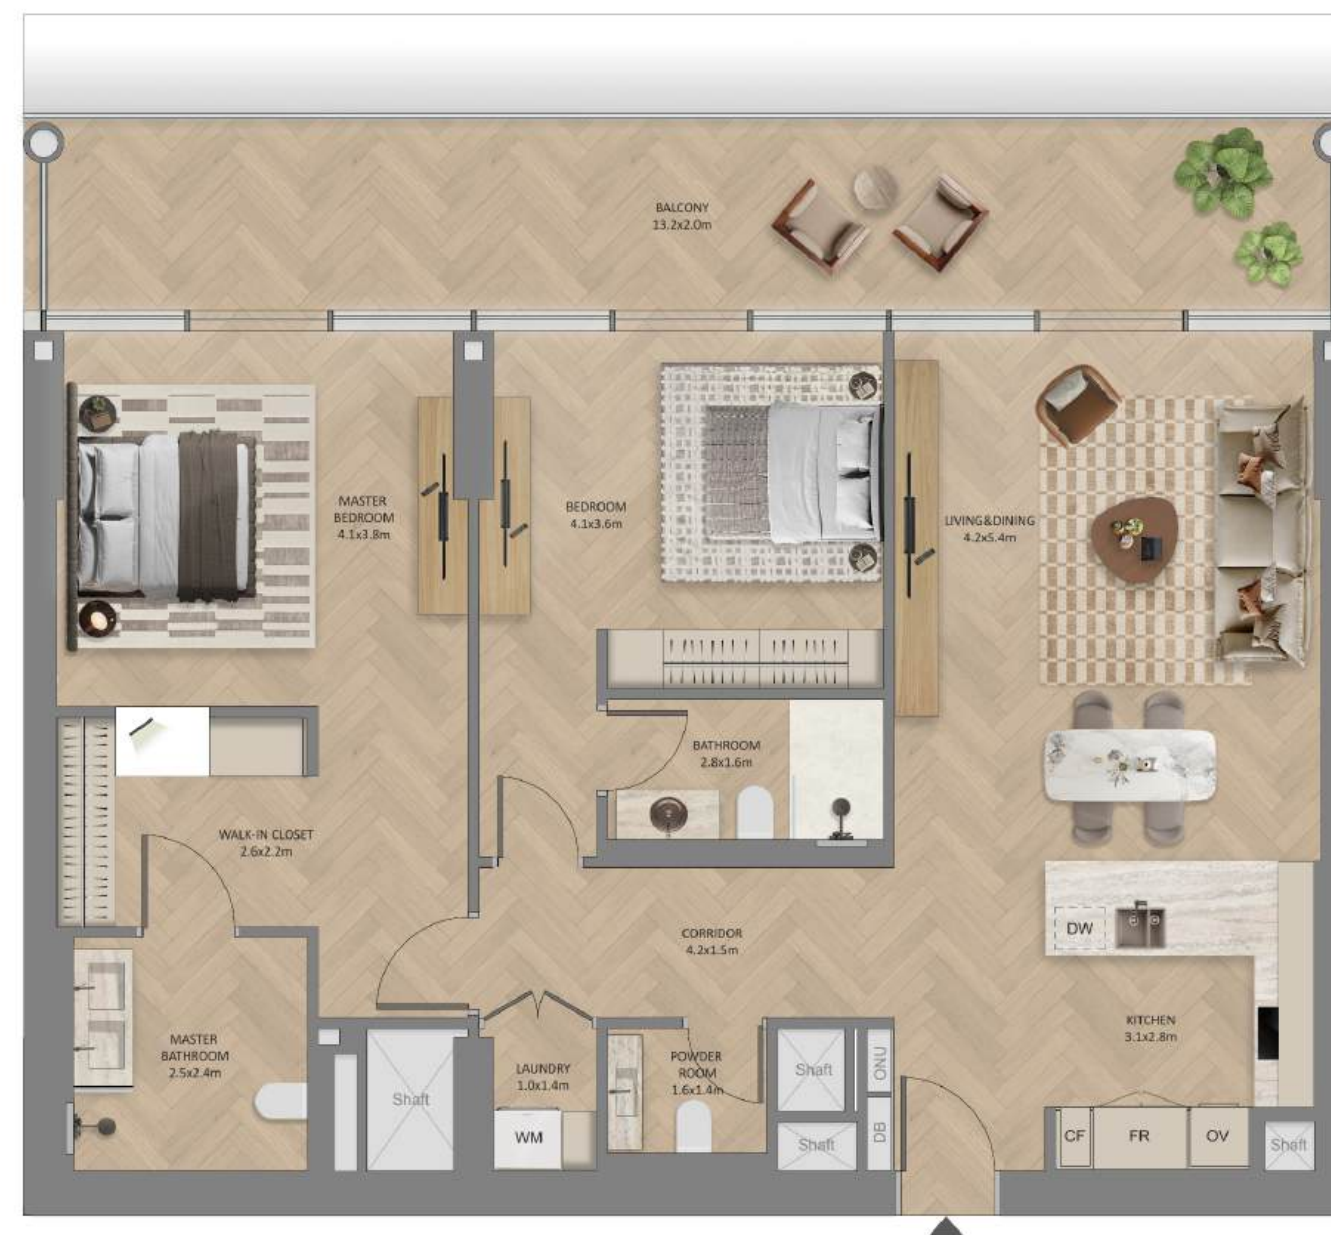 BALCONY
13.2x2.0m
MASTER
BEDROOM
4.1x3.8m
BEDROOM
4.1x3.6m
LIVING&DINING
4.2x5.4m
BATHROOM
2.8x1.6m
WALK-IN CLOSET
2.6x2.2m
CORRIDOR
4.2x1.5m
DW
MASTER
BATHROOM
2.5x2.4m
KITCHEN
3.1x2.8m
LAUNDRY
1.0x1.4m
POWDER
ROOM
1.6x1.4m
Shaft
Shaft
ONU
WM
Shaft
DB
CF
FR
OV
Shaft